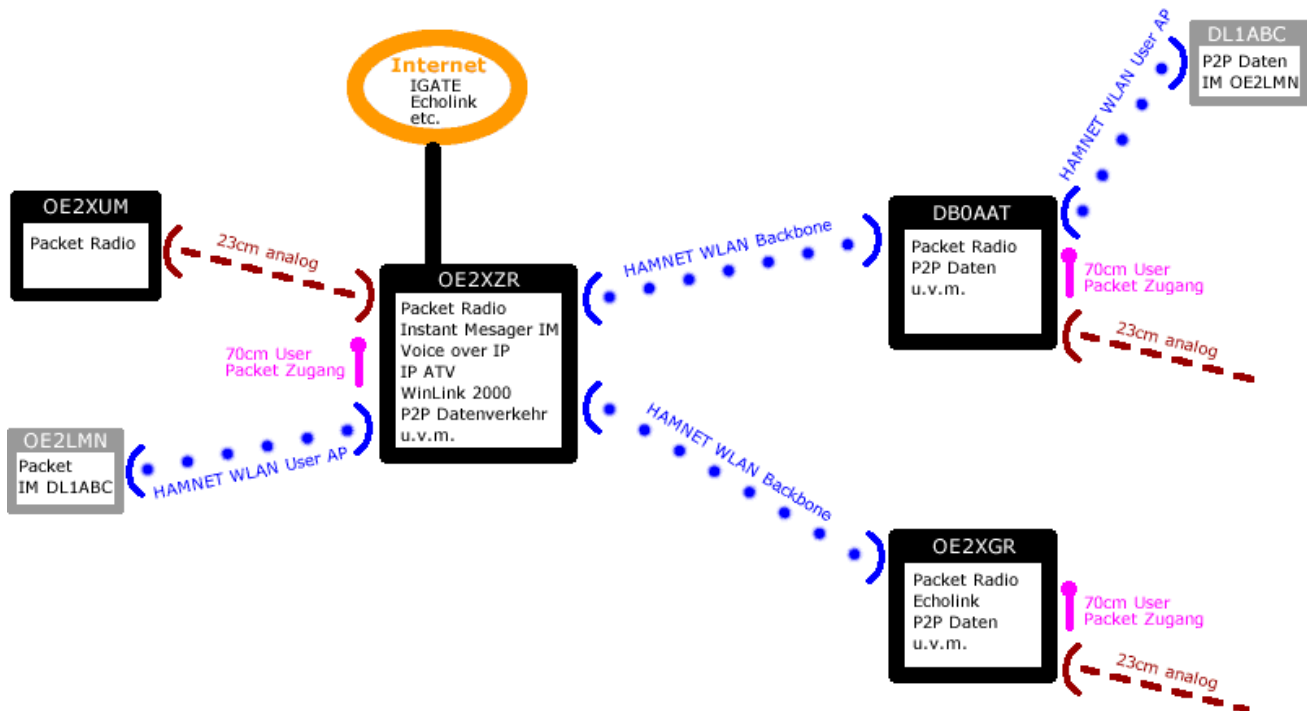 Internet
IGATE
Echolink
etc.
DL1ABC
P2P Daten
IM OE2LMN
HAMNET WLAN User AP
OE2XUM
Packet Radio
23cm analog
OE2XZR
Packet Radio
Instant Mesager IM
Voice over IP
IP ATV
WinLink 2000
P2P Datenverkehr
u.v.m.
70cm User
Packet Zugang
OE2LMN
Packet
IM DL1ABC
HAMNET WLAN User AP
HAMNET WLAN Backbone
DB0AAT
Packet Radio
P2P Daten
u.v.m.
70cm User
Packet Zugang
23cm analog
HAMNET WLAN Backbone
OE2XGR
Packet Radio
Echolink
P2P Daten
u.v.m.
70cm User
Packet Zugang
23cm analog